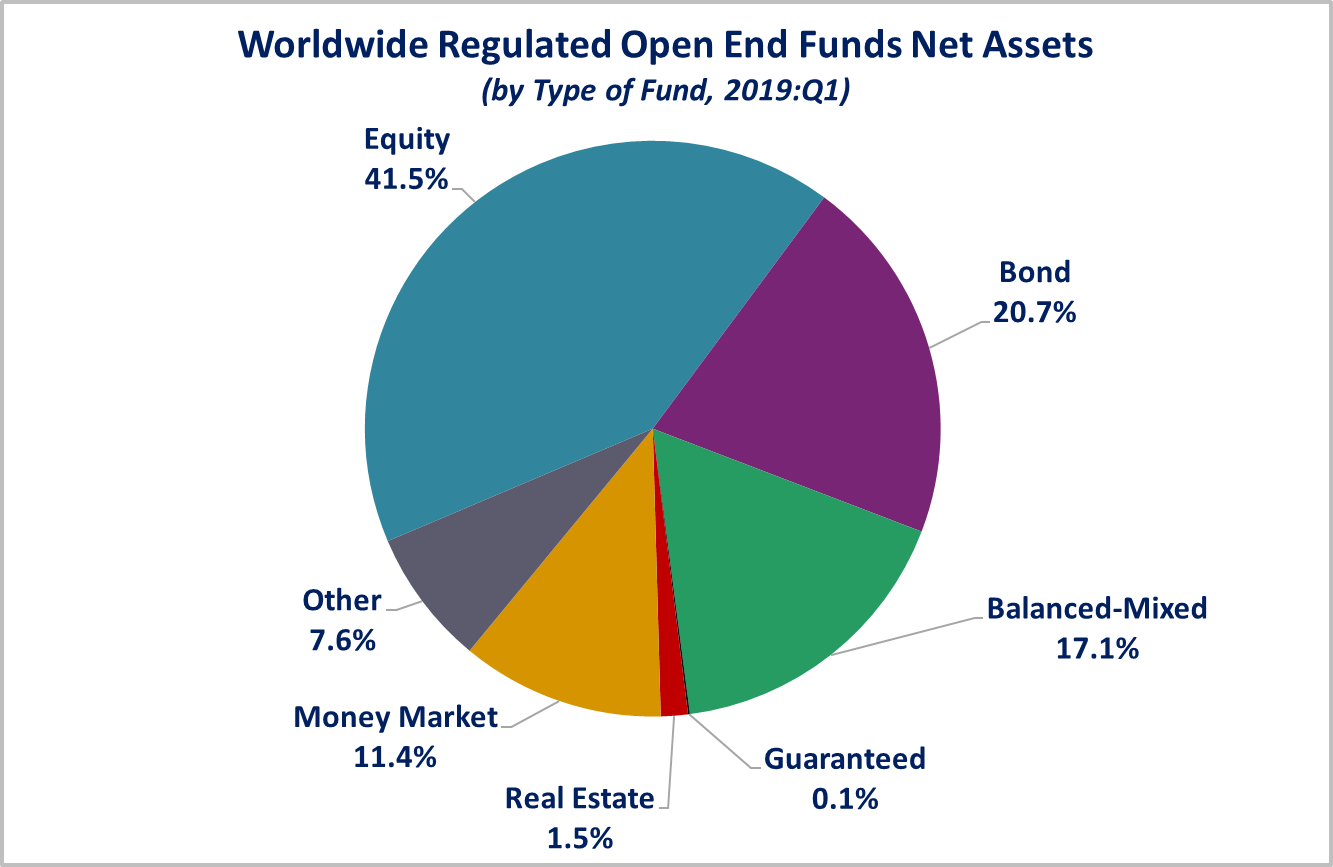 Worldwide Regulated Open End Funds Net Assets
(by Type of Fund, 2019:Q1)
Equity
41.5%
Bond
20.7%
Balanced-Mixed
17.1%
Guaranteed
0.1%
Real Estate
1.5%
Money Market
11.4%
Other
7.6%